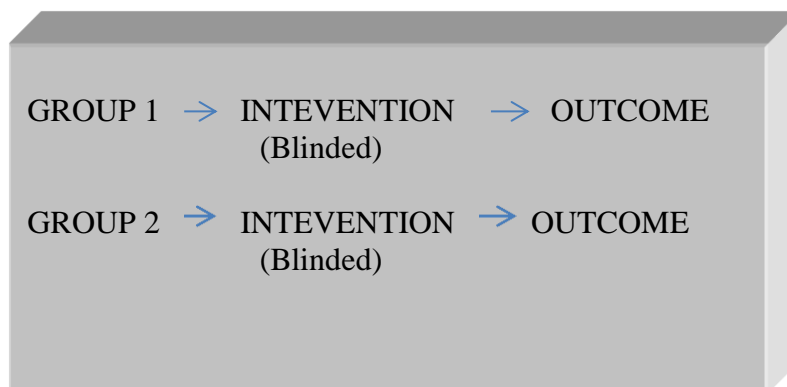 GROUP 1 → INTEVENTION → OUTCOME
(Blinded)
GROUP 2 → INTEVENTION → OUTCOME
(Blinded)